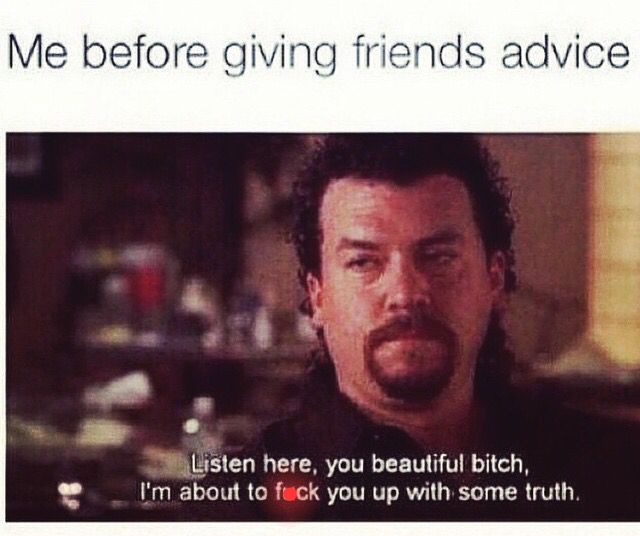 Me before giving friends advice
Listen here, you beautiful bitch,
I'm about to f●ck you up with some truth.